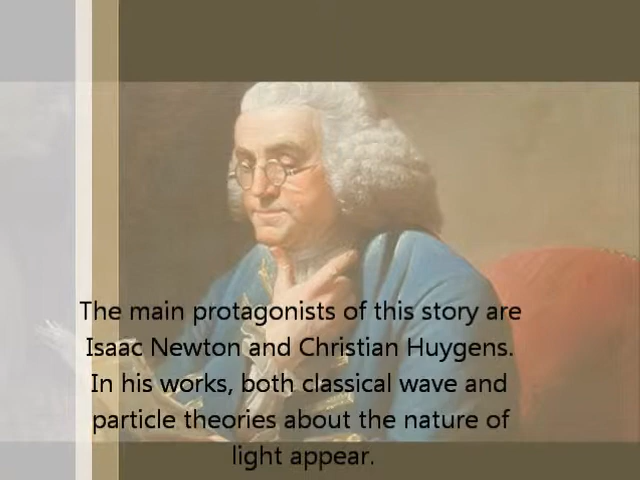 The main protagonists of this story are
Isaac Newton and Christian Huygens.
In his works, both classical wave and
particle theories about the nature of
light appear.